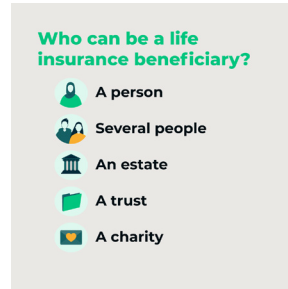 Who can be a life
insurance beneficiary?
A person
Several people
An estate
A trust
A charity